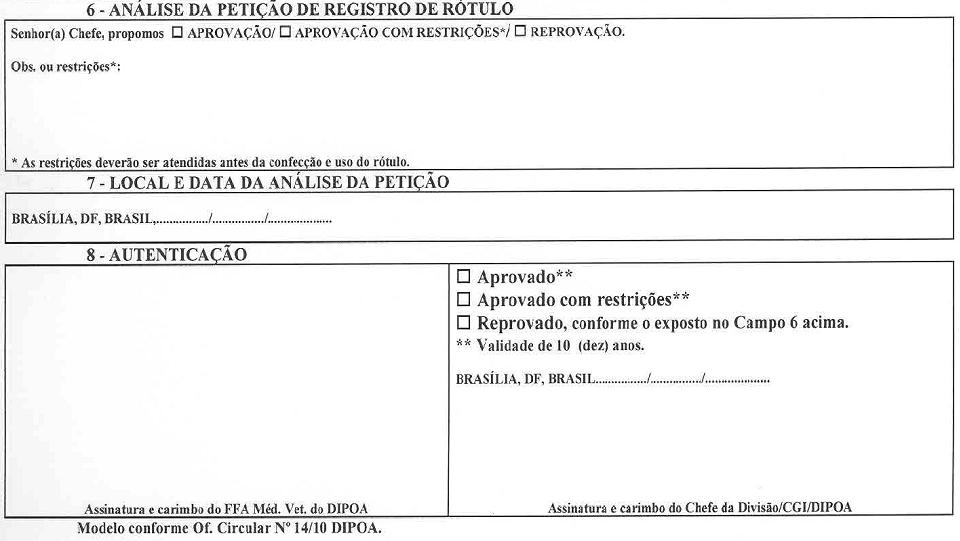 6 - ANÁLISE DA PETIÇÃO DE REGISTRO DE RÓTULO
Senhor(a) Chefe, propomos ☐ APROVAÇÃO/ ☐ APROVAÇÃO COM RESTRIÇÕES*/ ☐ REPROVAÇÃO.
Obs. ou restrições*:
* As restrições deverão ser atendidas antes da confecção e uso do rótulo.
7 - LOCAL E DATA DA ANÁLISE DA PETIÇÃO
BRASÍLIA, DF, BRASIL,................/................/...................
8 - AUTENTICAÇÃO
☐ Aprovado**
☐ Aprovado com restrições**
☐ Reprovado, conforme o exposto no Campo 6 acima.
** Validade de 10 (dez) anos.
BRASÍLIA, DF, BRASIL................/................/....................
Assinatura e carimbo do FFA Méd. Vet. do DIPOA
Assinatura e carimbo do Chefe da Divisão/CGI/DIPOA
Modelo conforme Of. Circular Nº 14/10 DIPOA.